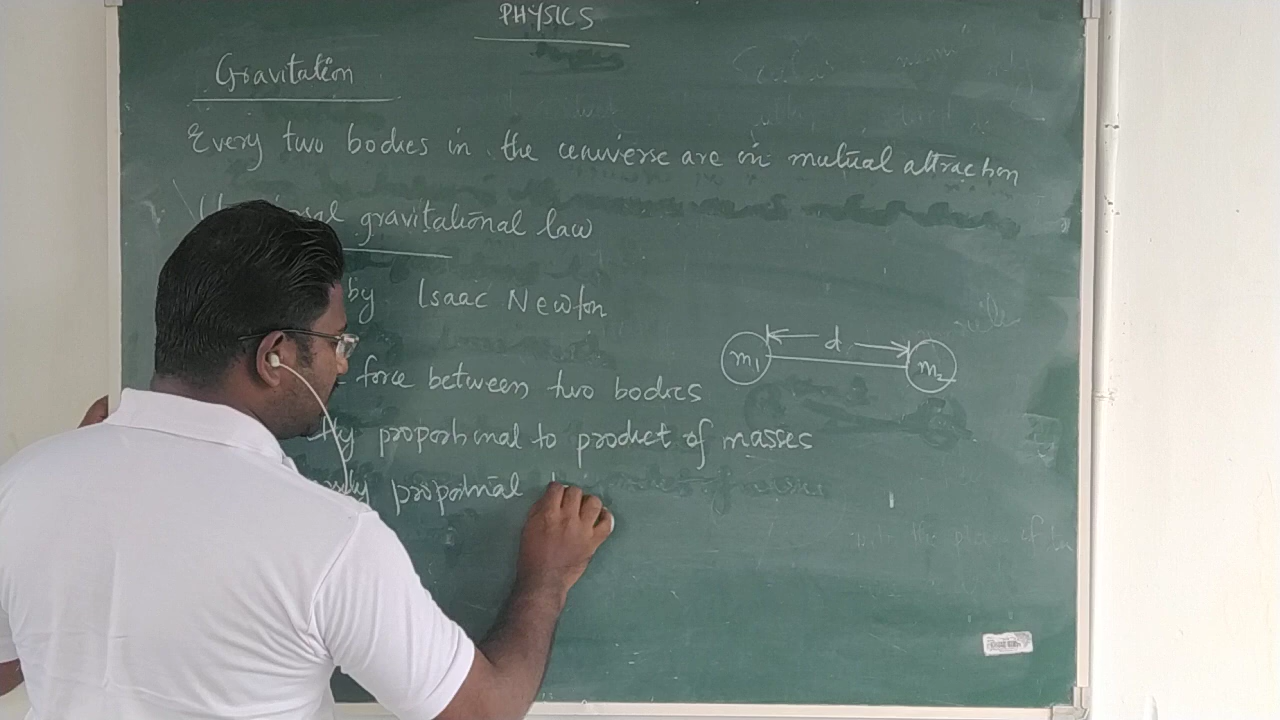 PHYSICS
Gravitation
Every two bodies in the universe are in mutual attraction
gravitational law
by Isaac Newton
m₁ d m₂
force between two bodies
proportional to product of masses
propotnial